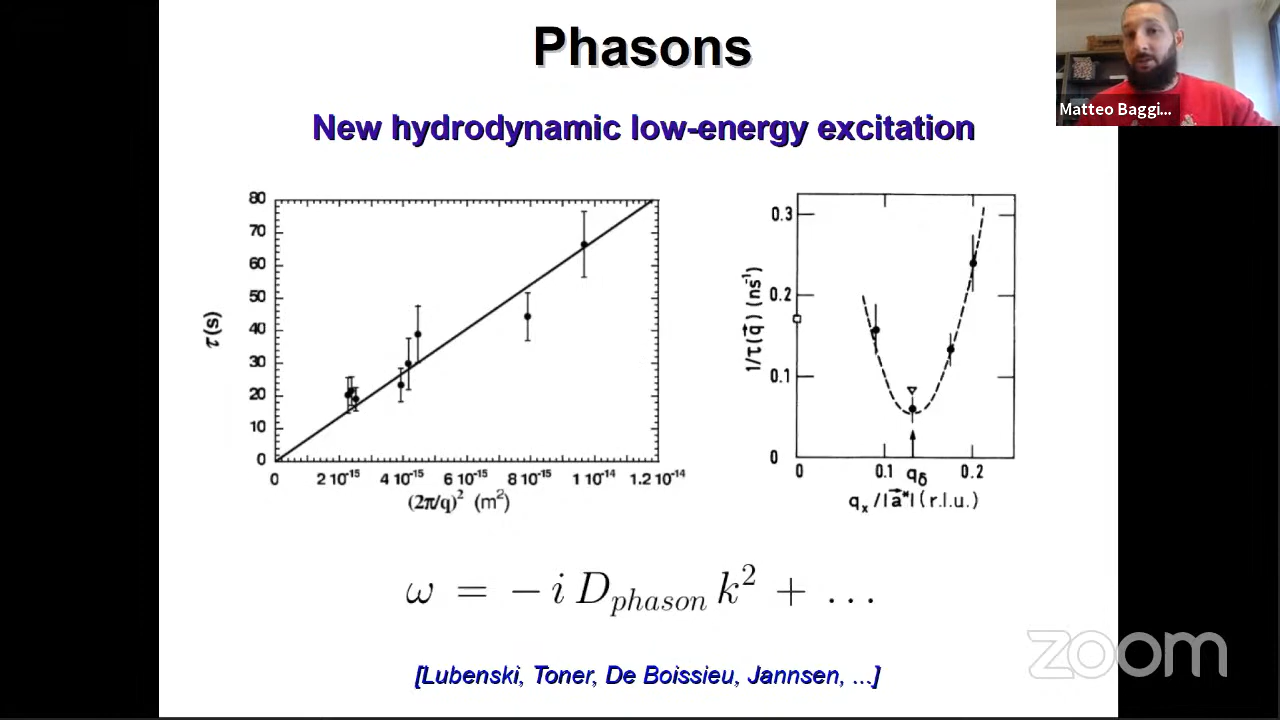 Phasons
Matteo Baggi...
New hydrodynamic low-energy excitation
80
70
60
50
40
30
20
10
0
τ(s)
0 2 10⁻¹⁵ 4 10⁻¹⁵ 6 10⁻¹⁵ 8 10⁻¹⁵ 1 10⁻¹⁴ 1.2 10⁻¹⁴
(2π/q)² (m²)
0.3
0.2
0.1
0
1/τ(q⃗) (ns⁻¹)
0 0.1 qδ 0.2
qₓ/|a⃗*| (r.l.u.)
ω = −i D_phason k² + …
[Lubenski, Toner, De Boissieu, Jannsen, ...]
zoom